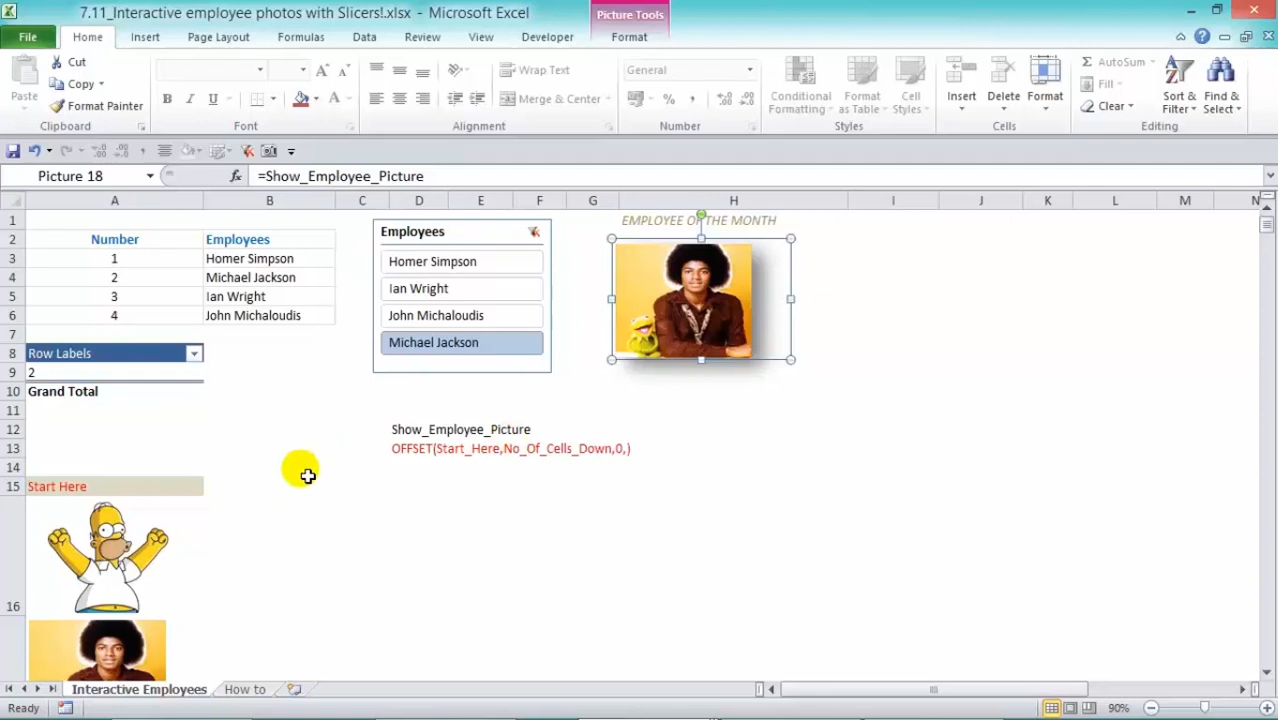 7.11_Interactive employee photos with Slicers!.xlsx - Microsoft Excel
Picture Tools
File Home Insert Page Layout Formulas Data Review View Developer Format
Paste
Cut
Copy
Format Painter
Clipboard
B I U
A A
Font
Wrap Text
Merge & Center
Alignment
General
% ,
Number
Conditional Formatting
Format as Table
Cell Styles
Styles
Insert
Delete
Format
Cells
Σ AutoSum
Fill
Clear
Sort & Filter
Find & Select
Editing
Picture 18
fx =Show_Employee_Picture
A B C D E F G H I J K L M N
1 EMPLOYEE OF THE MONTH
2 Number Employees
3 1 Homer Simpson
4 2 Michael Jackson
5 3 Ian Wright
6 4 John Michaloudis
7
8 Row Labels
9 2
10 Grand Total
11
12 Show_Employee_Picture
13 OFFSET(Start_Here,No_Of_Cells_Down,0,)
14
15 Start Here
16
Employees
Homer Simpson
Ian Wright
John Michaloudis
Michael Jackson
Interactive Employees How to
Ready
90%